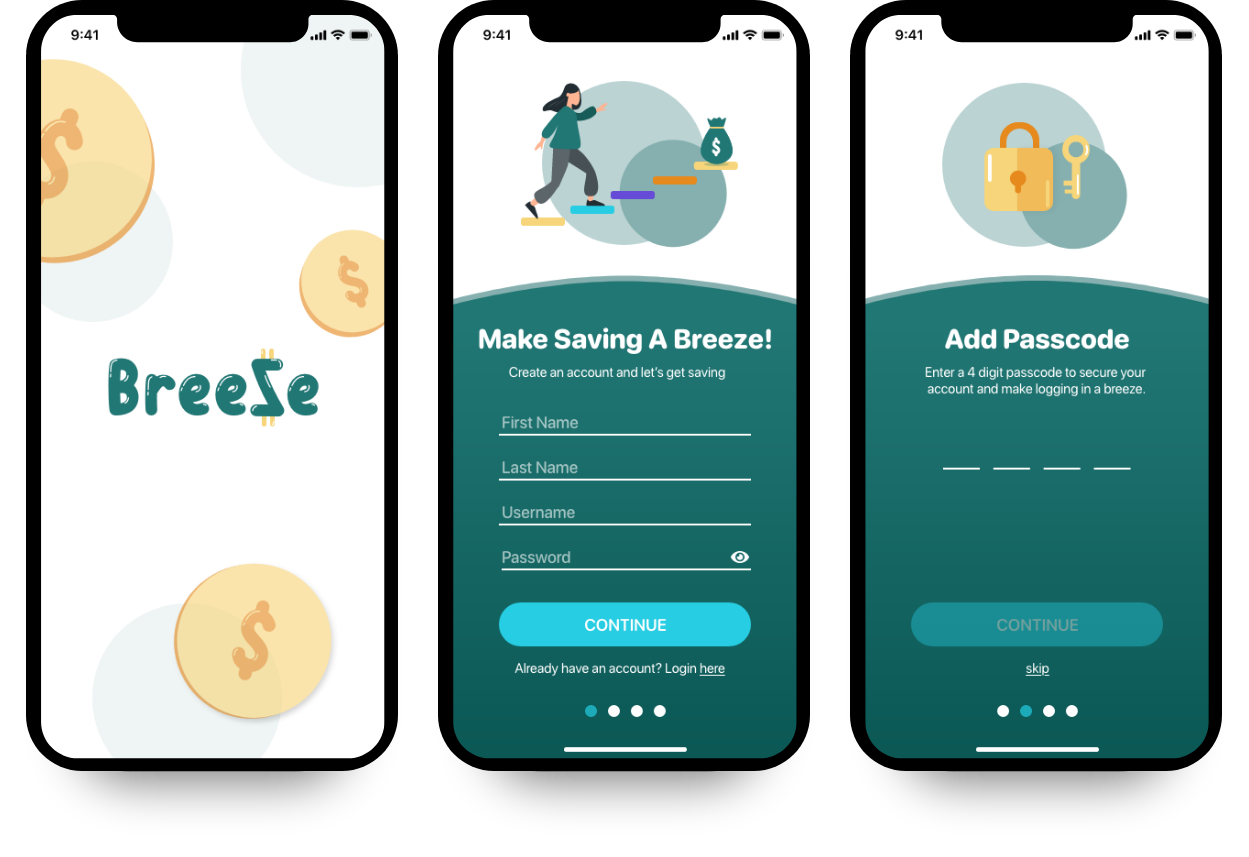 9:41
$
$
BreeZe
$
9:41
$
Make Saving A Breeze!
Create an account and let's get saving
First Name
Last Name
Username
Password
CONTINUE
Already have an account? Login here
9:41
Add Passcode
Enter a 4 digit passcode to secure your
account and make logging in a breeze.
CONTINUE
skip